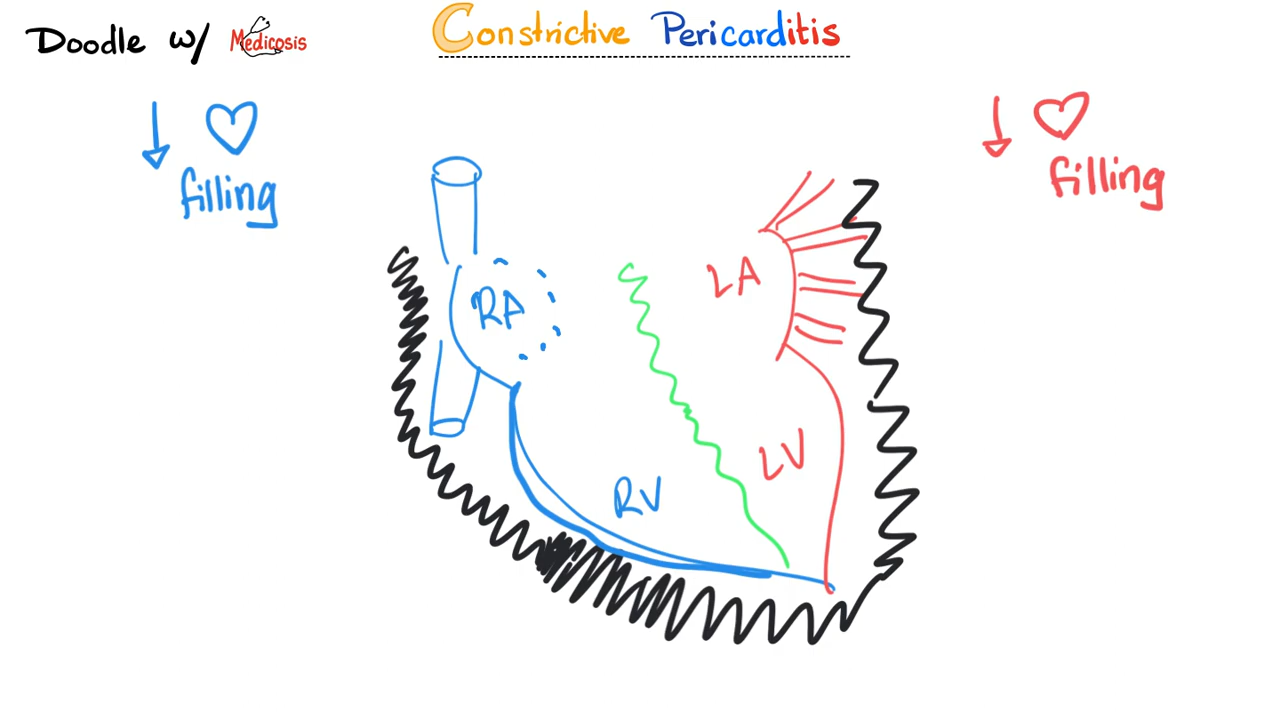 Doodle w/ Medicosis
Constrictive Pericarditis
↓ ♡
filling
↓ ♡
filling
RA
LA
LV
RV